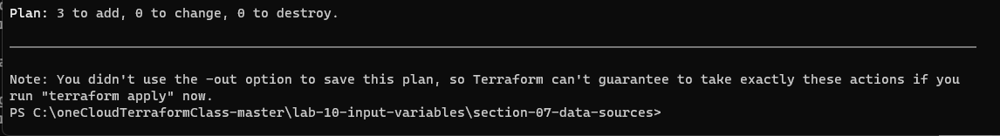 Plan: 3 to add, 0 to change, 0 to destroy.
Note: You didn't use the -out option to save this plan, so Terraform can't guarantee to take exactly these actions if you
run "terraform apply" now.
PS C:\oneCloudTerraformClass-master\lab-10-input-variables\section-07-data-sources>